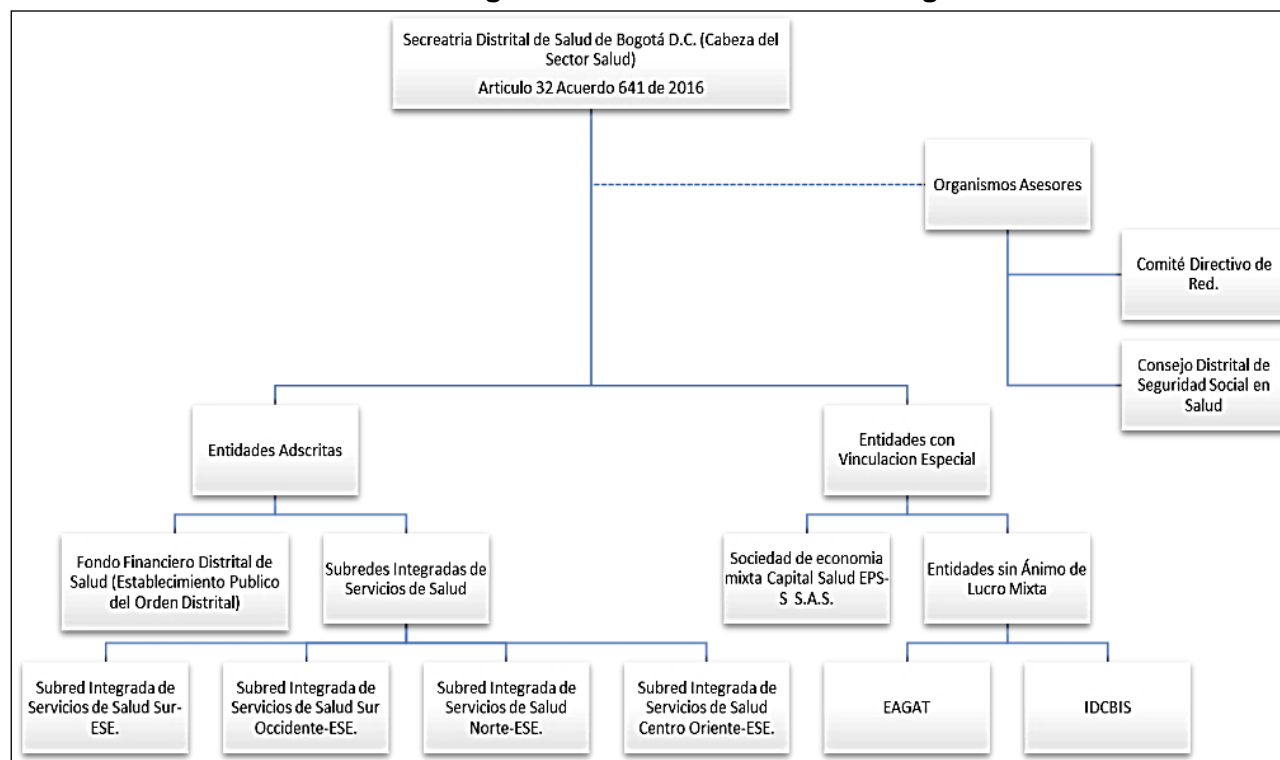 Secreatria Distrital de Salud de Bogotá D.C. (Cabeza del
Sector Salud)
Articulo 32 Acuerdo 641 de 2016
Organismos Asesores
Comité Directivo de
Red.
Consejo Distrital de
Seguridad Social en
Salud
Entidades Adscritas
Entidades con
Vinculacion Especial
Fondo Financiero Distrital de
Salud (Establecimiento Publico
del Orden Distrital)
Subredes Integradas de
Servicios de Salud
Sociedad de economia
mixta Capital Salud EPS-
S S.A.S.
Entidades sin Ánimo de
Lucro Mixta
Subred Integrada de
Servicios de Salud Sur-
ESE.
Subred Integrada de
Servicios de Salud Sur
Occidente-ESE.
Subred Integrada de
Servicios de Salud
Norte-ESE.
Subred Integrada de
Servicios de Salud
Centro Oriente-ESE.
EAGAT
IDCBIS